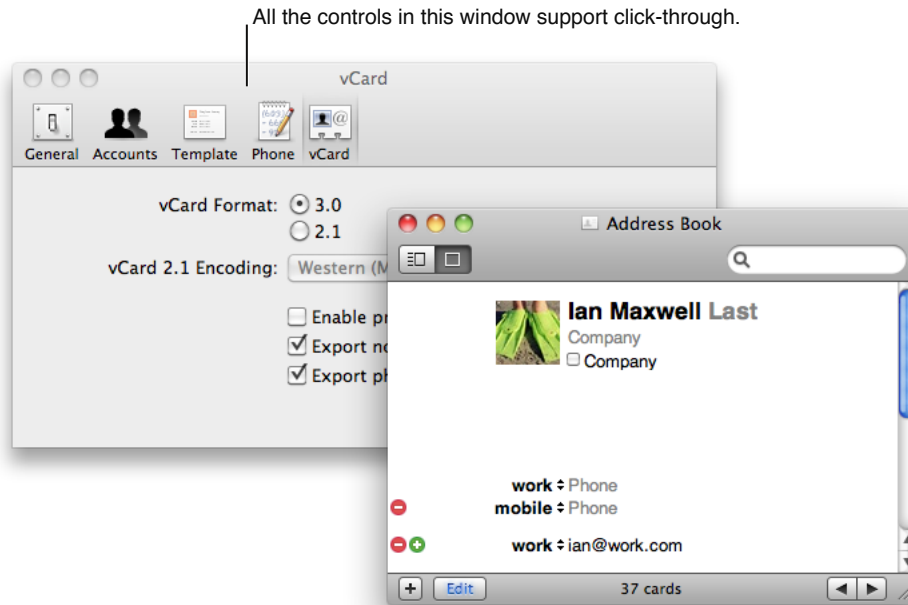 All the controls in this window support click-through.
vCard
General Accounts Template Phone vCard
vCard Format: 3.0
2.1
vCard 2.1 Encoding: Western (M
Enable pr
Export no
Export ph
Address Book
Ian Maxwell Last
Company
Company
work Phone
mobile Phone
work ian@work.com
Edit
37 cards